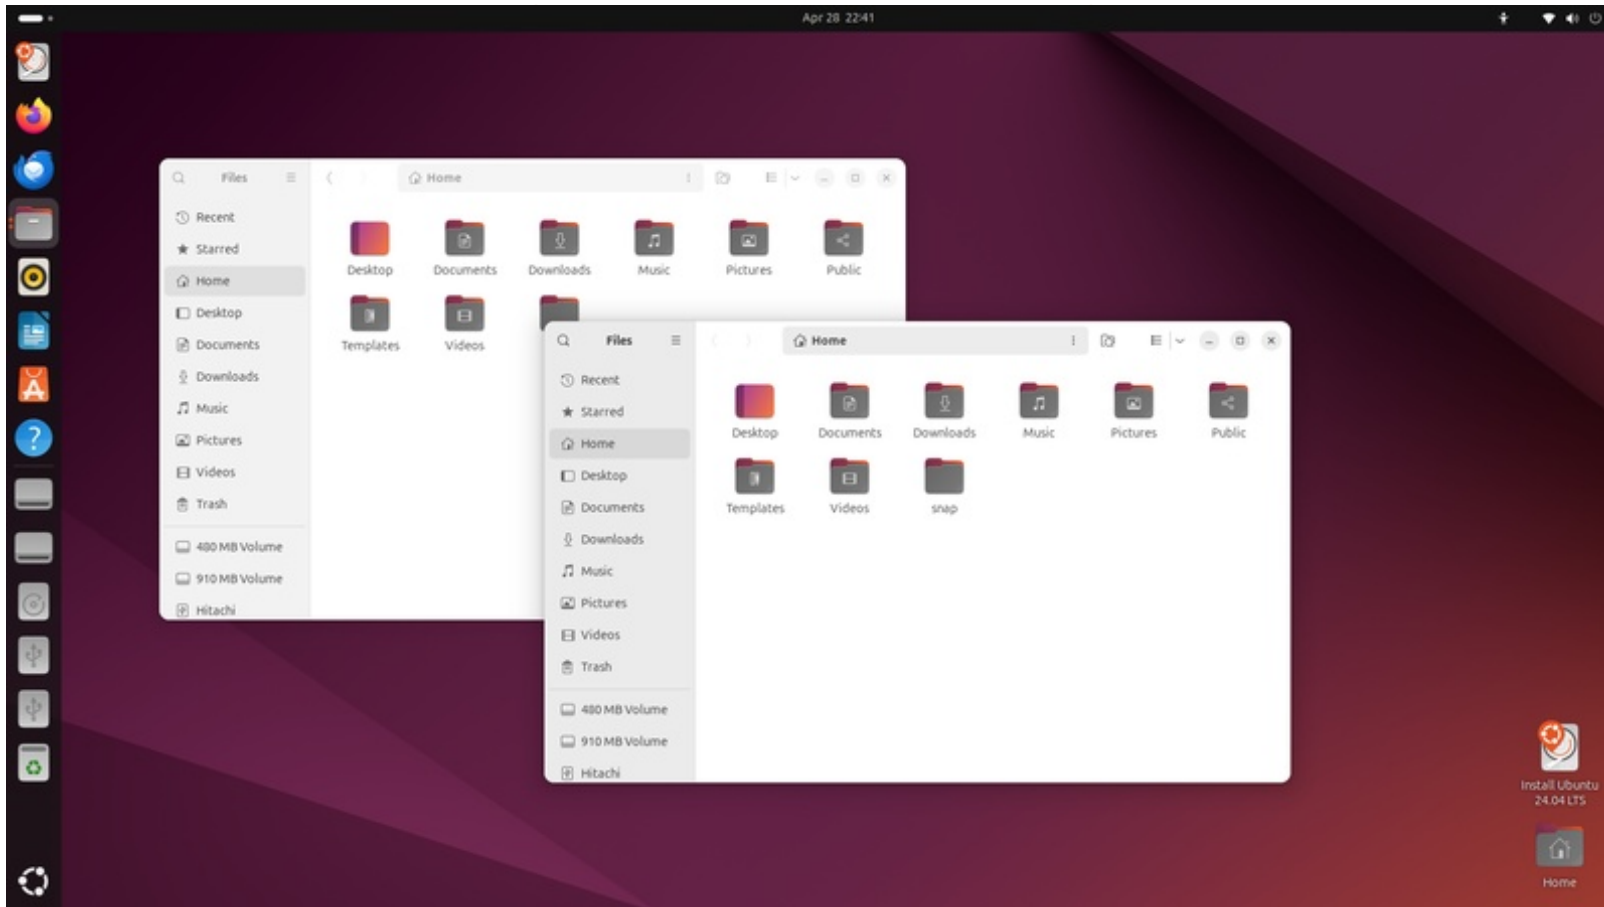 Apr 28 22:41
Files
Home
Recent
Starred
Home
Desktop
Documents
Downloads
Music
Pictures
Videos
Trash
480 MB Volume
910 MB Volume
Hitachi
Desktop
Documents
Downloads
Music
Pictures
Public
Templates
Videos
Files
Home
Recent
Starred
Home
Desktop
Documents
Downloads
Music
Pictures
Videos
Trash
480 MB Volume
910 MB Volume
Hitachi
Desktop
Documents
Downloads
Music
Pictures
Public
Templates
Videos
snap
Install Ubuntu
24.04 LTS
Home